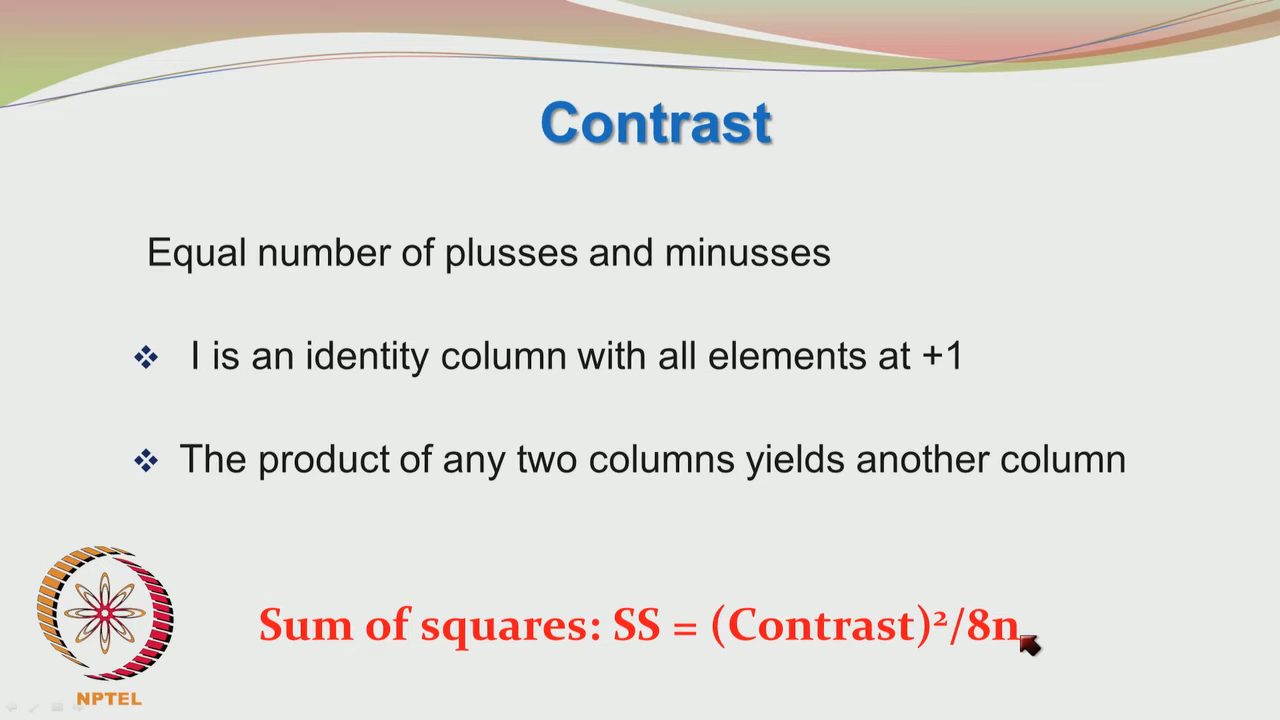 Contrast
Equal number of plusses and minusses
❖ I is an identity column with all elements at +1
❖ The product of any two columns yields another column
Sum of squares: SS = (Contrast)²/8n
NPTEL